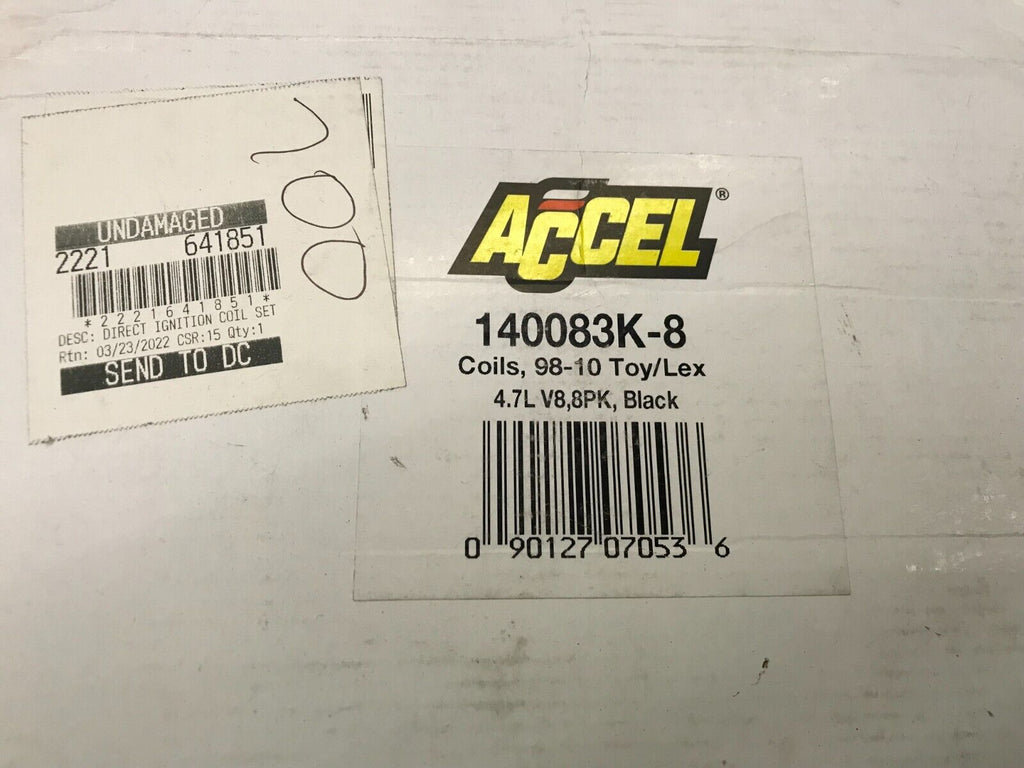 UNDAMAGED
2221 641851
*2221641851*
DESC: DIRECT IGNITION COIL SET
Rtn: 03/23/2022 CSR:15 Qty:1
SEND TO DC
ACCEL®
140083K-8
Coils, 98-10 Toy/Lex
4.7L V8,8PK, Black
0 90127 07053 6